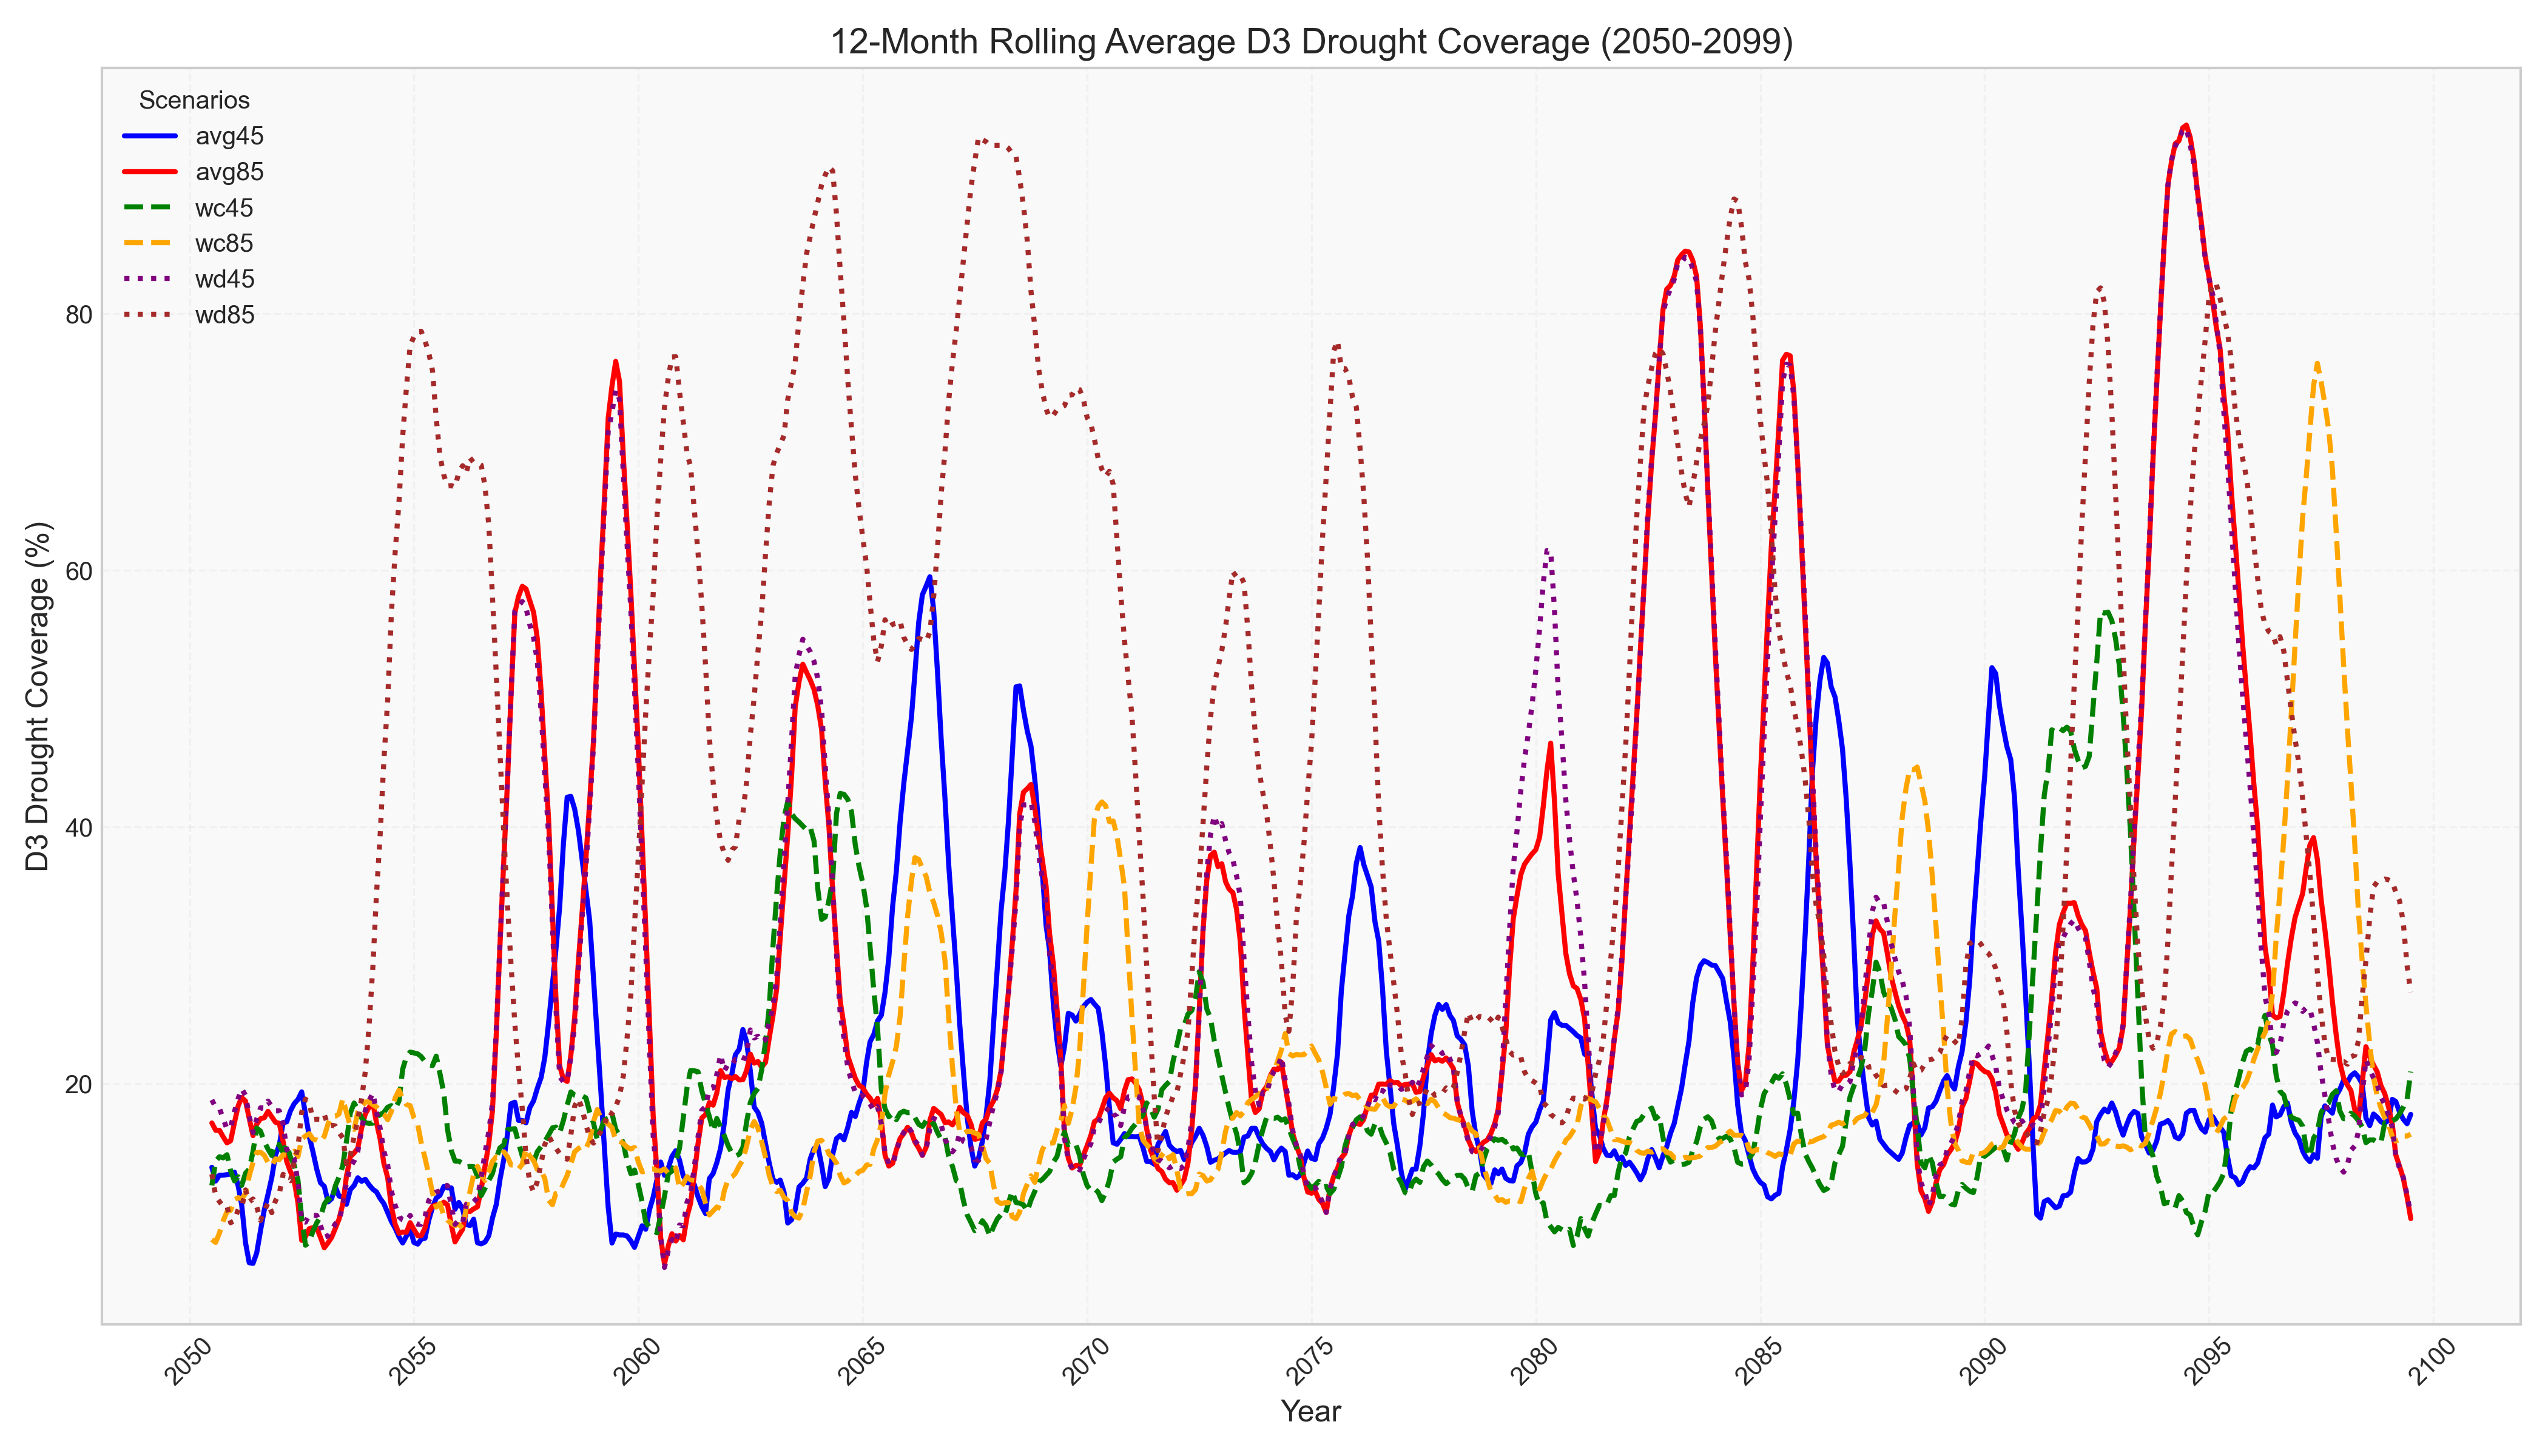 12-Month Rolling Average D3 Drought Coverage (2050-2099)
Scenarios
avg45
avg85
wc45
wc85
wd45
wd85
D3 Drought Coverage (%)
80
60
40
20
2050 2055 2060 2065 2070 2075 2080 2085 2090 2095 2100
Year